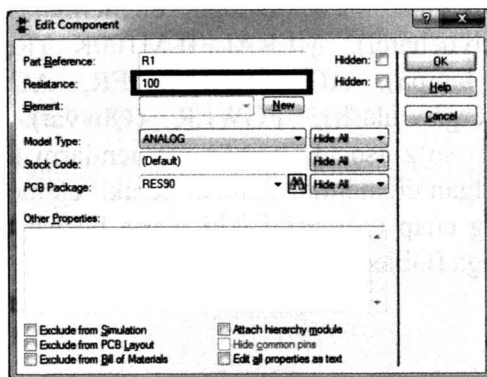 Edit Component
Part Reference: R1 Hidden: OK
Resistance: 100 Hidden: Help
Element: New Cancel
Model Type: ANALOG Hide All
Stock Code: (Default) Hide All
PCB Package: RES90 Hide All
Other Properties:
Exclude from Simulation Attach hierarchy module
Exclude from PCB Layout Hide common pins
Exclude from Bill of Materials Edit all properties as text